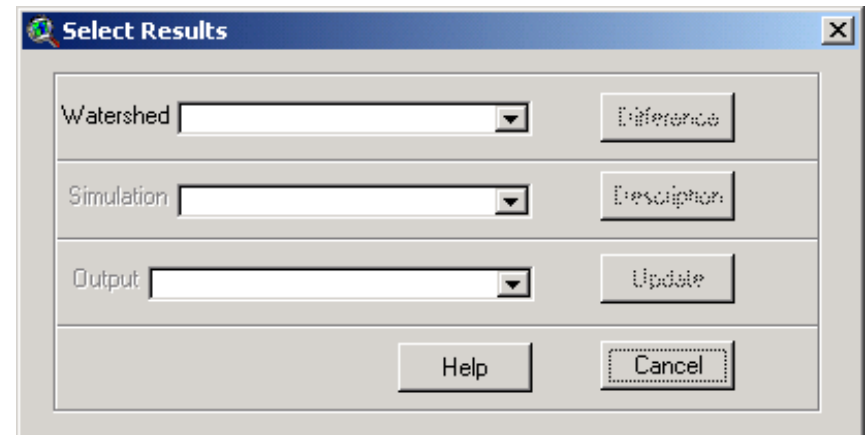 Select Results
Watershed Difference
Simulation Description
Output Update
Help Cancel